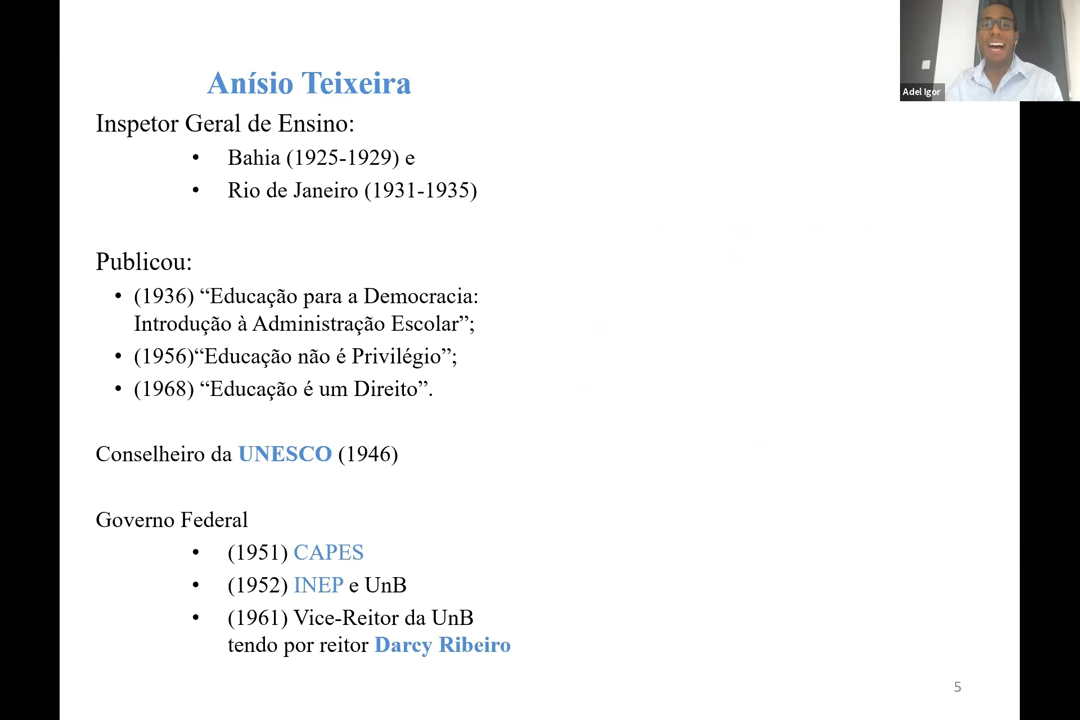 Adel Igor
Anísio Teixeira
Inspetor Geral de Ensino:
• Bahia (1925-1929) e
• Rio de Janeiro (1931-1935)
Publicou:
• (1936) “Educação para a Democracia:
Introdução à Administração Escolar”;
• (1956)“Educação não é Privilégio”;
• (1968) “Educação é um Direito”.
Conselheiro da UNESCO (1946)
Governo Federal
• (1951) CAPES
• (1952) INEP e UnB
• (1961) Vice-Reitor da UnB
tendo por reitor Darcy Ribeiro
5